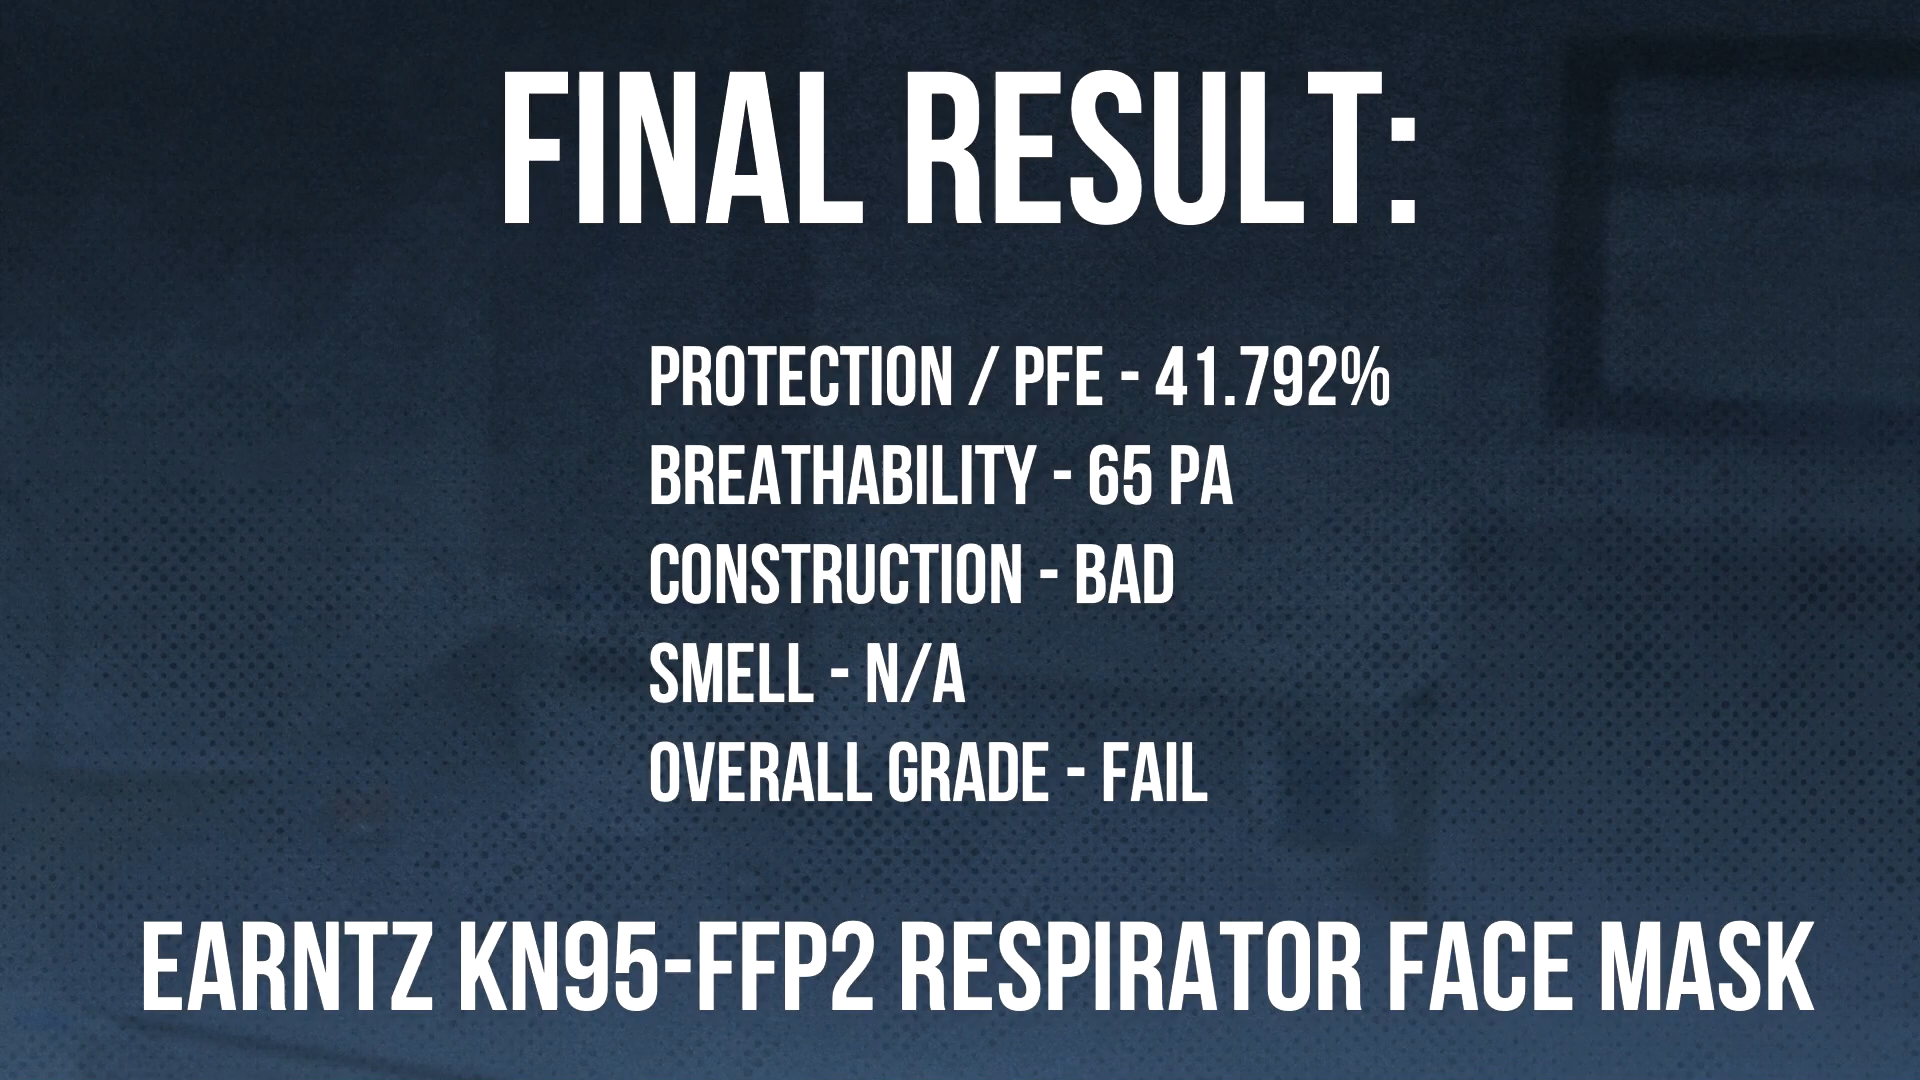 FINAL RESULT:
PROTECTION / PFE - 41.792%
BREATHABILITY - 65 PA
CONSTRUCTION - BAD
SMELL - N/A
OVERALL GRADE - FAIL
EARNTZ KN95-FFP2 RESPIRATOR FACE MASK